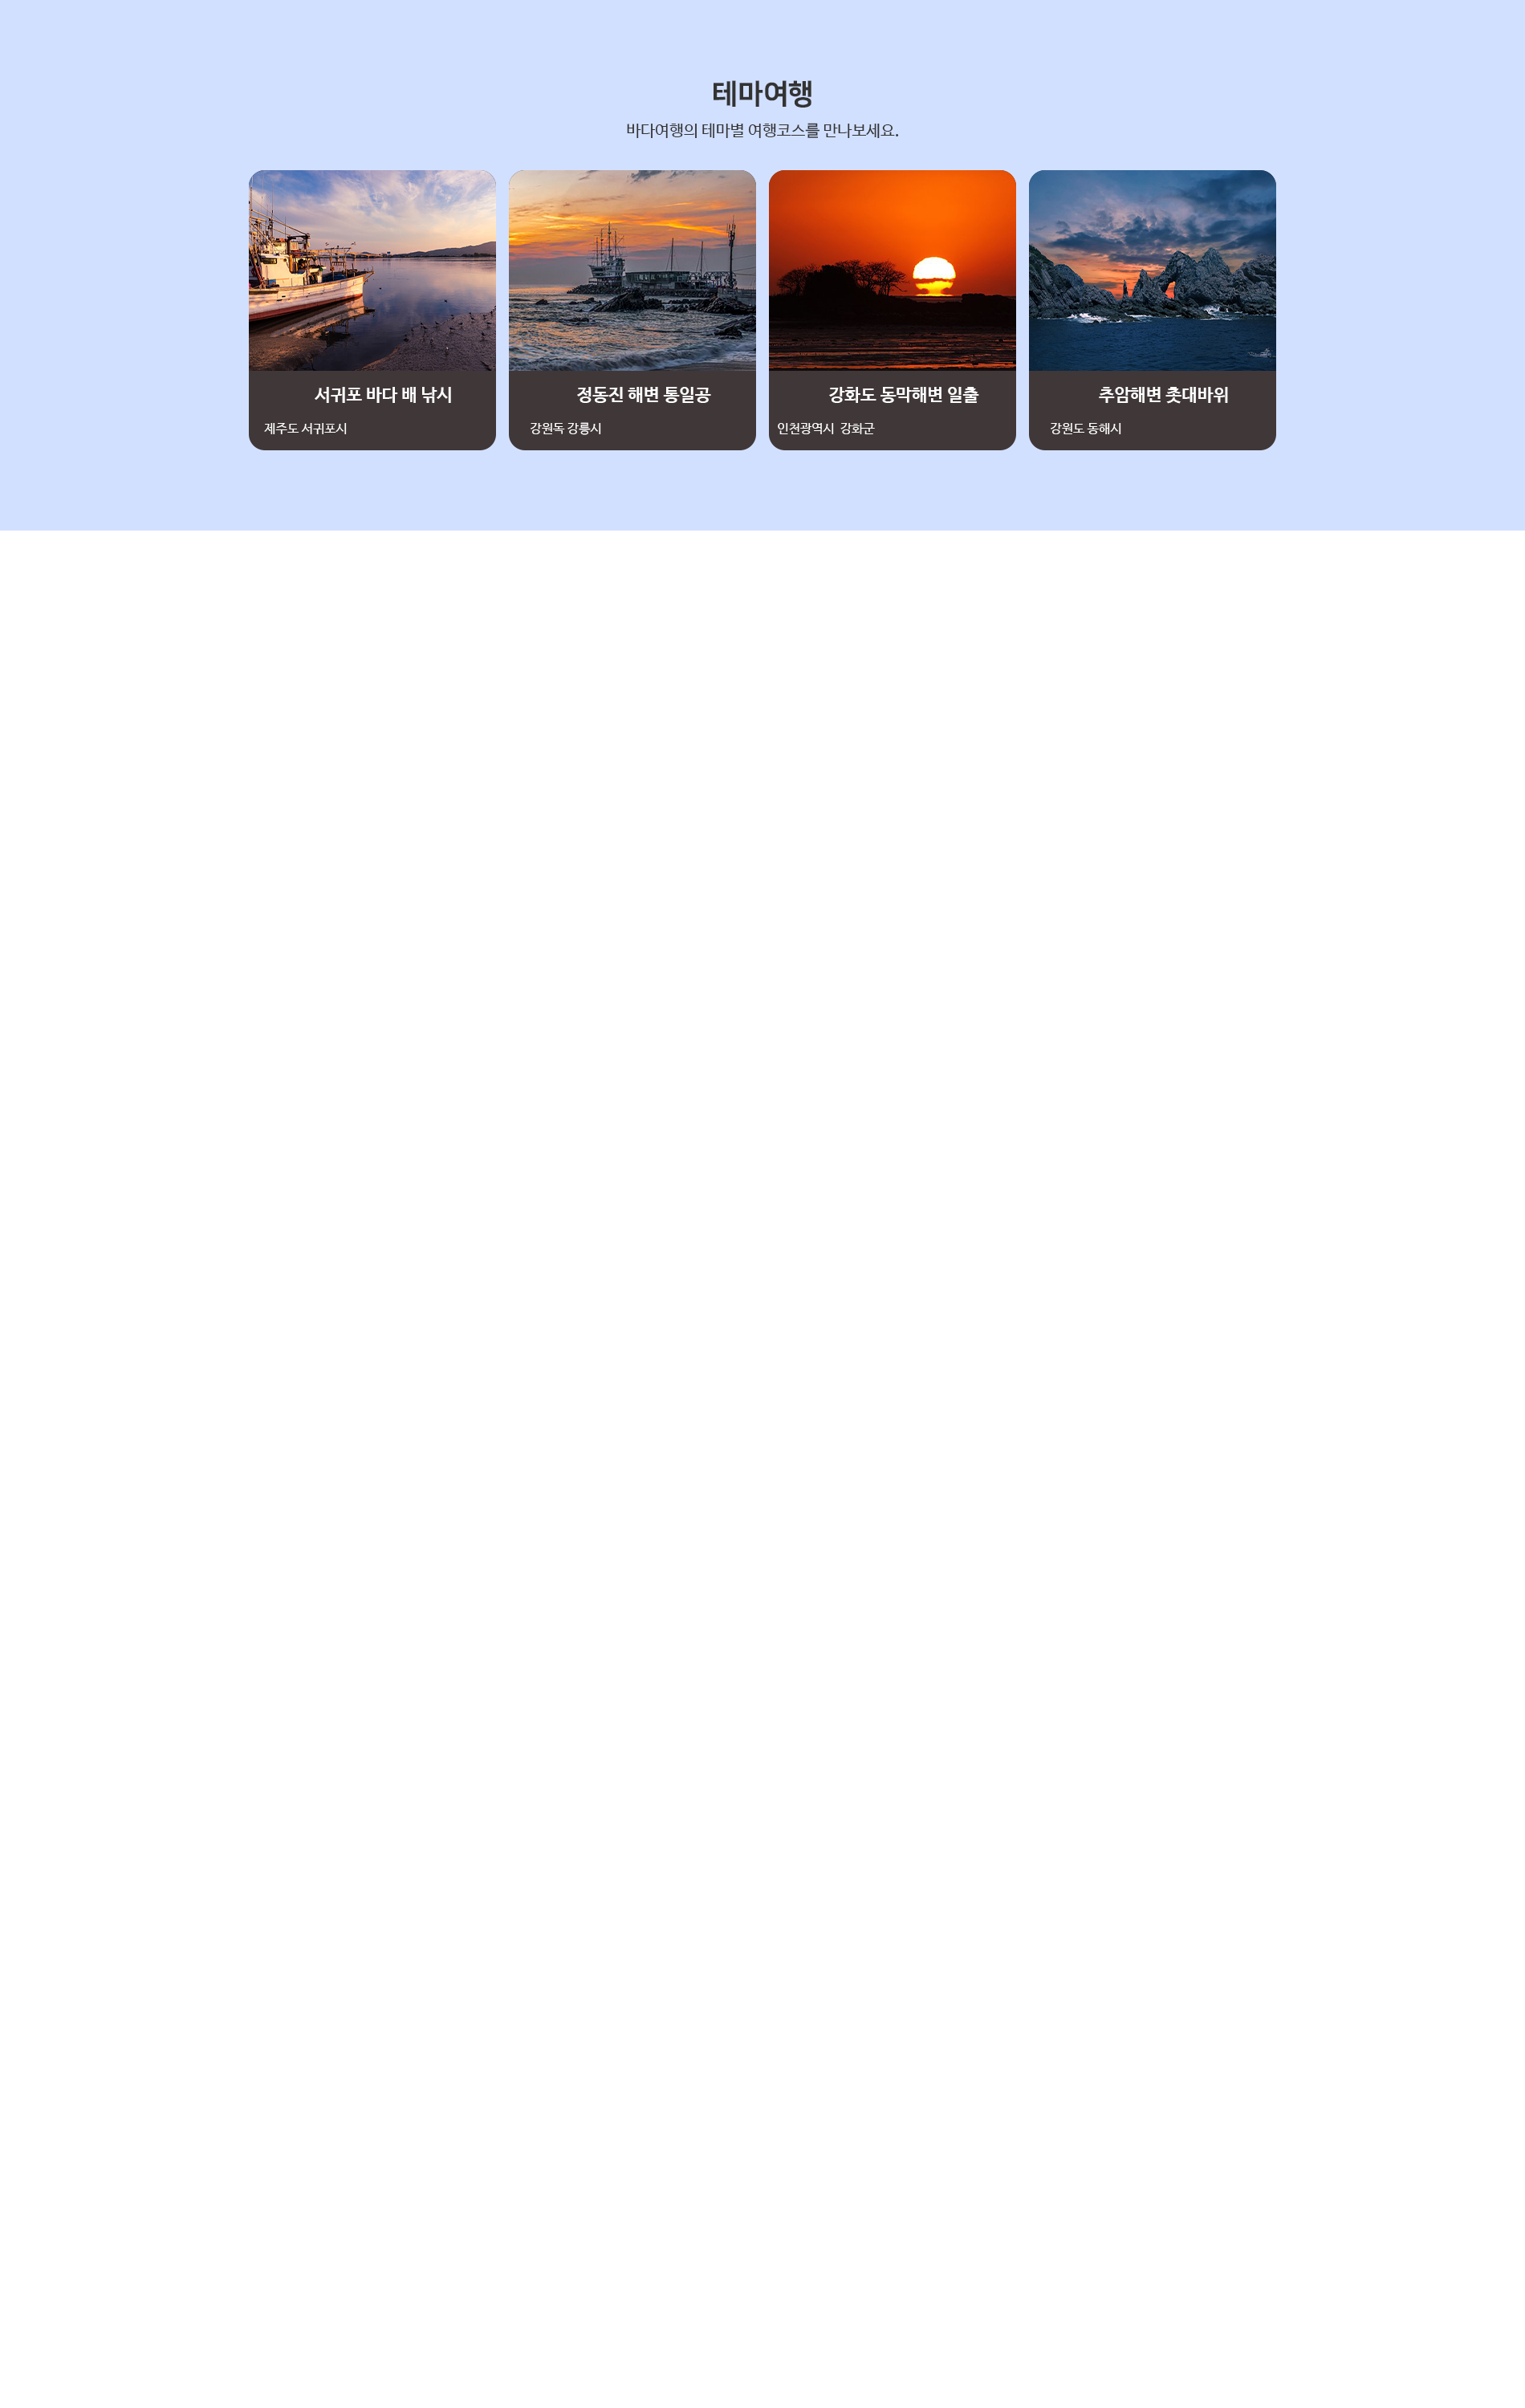 테마여행
바다여행의 테마별 여행코스를 만나보세요.
서귀포 바다 배 낚시
제주도 서귀포시
정동진 해변 통일공
강원독 강릉시
강화도 동막해변 일출
인천광역시 강화군
추암해변 촛대바위
강원도 동해시